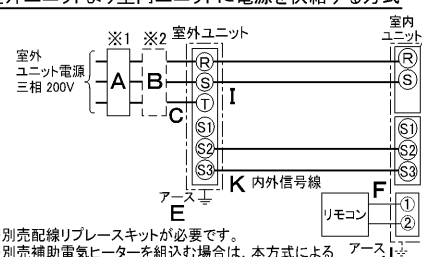 室外ユニットより室内ユニットに電源を供給する方式
※1 ※2 室外ユニット 室内
ユニット
室外
ユニット電源
三相 200V
A B C
R
S
T
S1
S2
S3
I
K 内外信号線
アース
E
R
S
S1
S2
S3
F
リモコン
①
②
アース
別売配線リプレースキットが必要です。
別売補助電気ヒーターを組込む場合は、本方式による